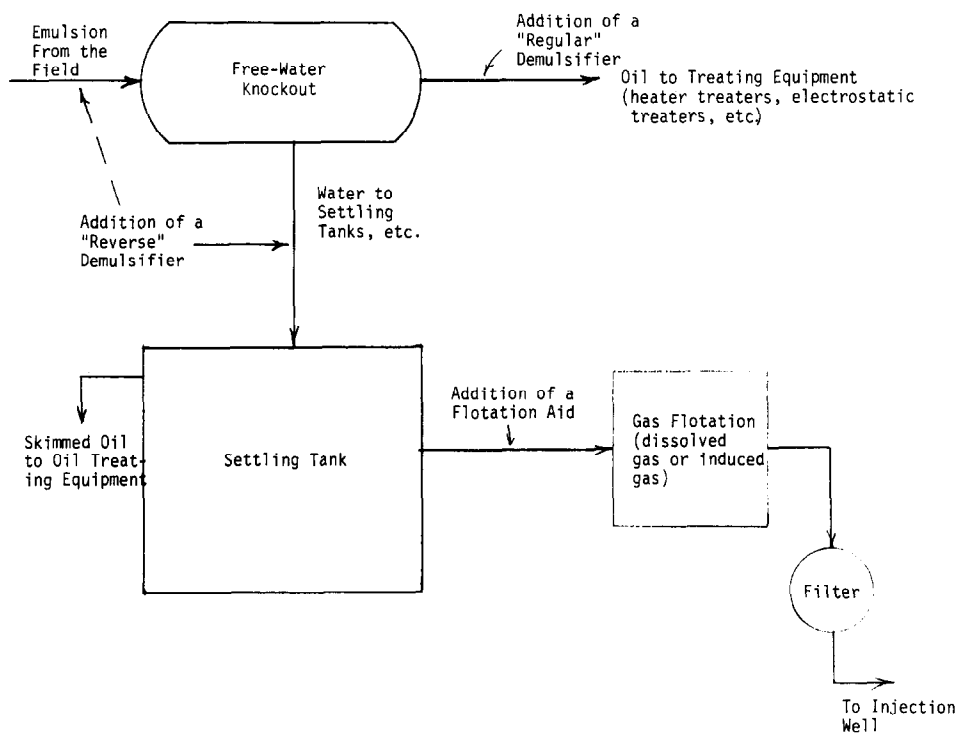 Emulsion
From the
Field
Free-Water
Knockout
Addition of a
"Regular"
Demulsifier
Oil to Treating Equipment
(heater treaters, electrostatic
treaters, etc.)
Water to
Settling
Tanks, etc.
Addition of a
"Reverse"
Demulsifier
Skimmed Oil
to Oil Treat-
ing Equipment
Settling Tank
Addition of a
Flotation Aid
Gas Flotation
(dissolved
gas or induced
gas)
Filter
To Injection
Well